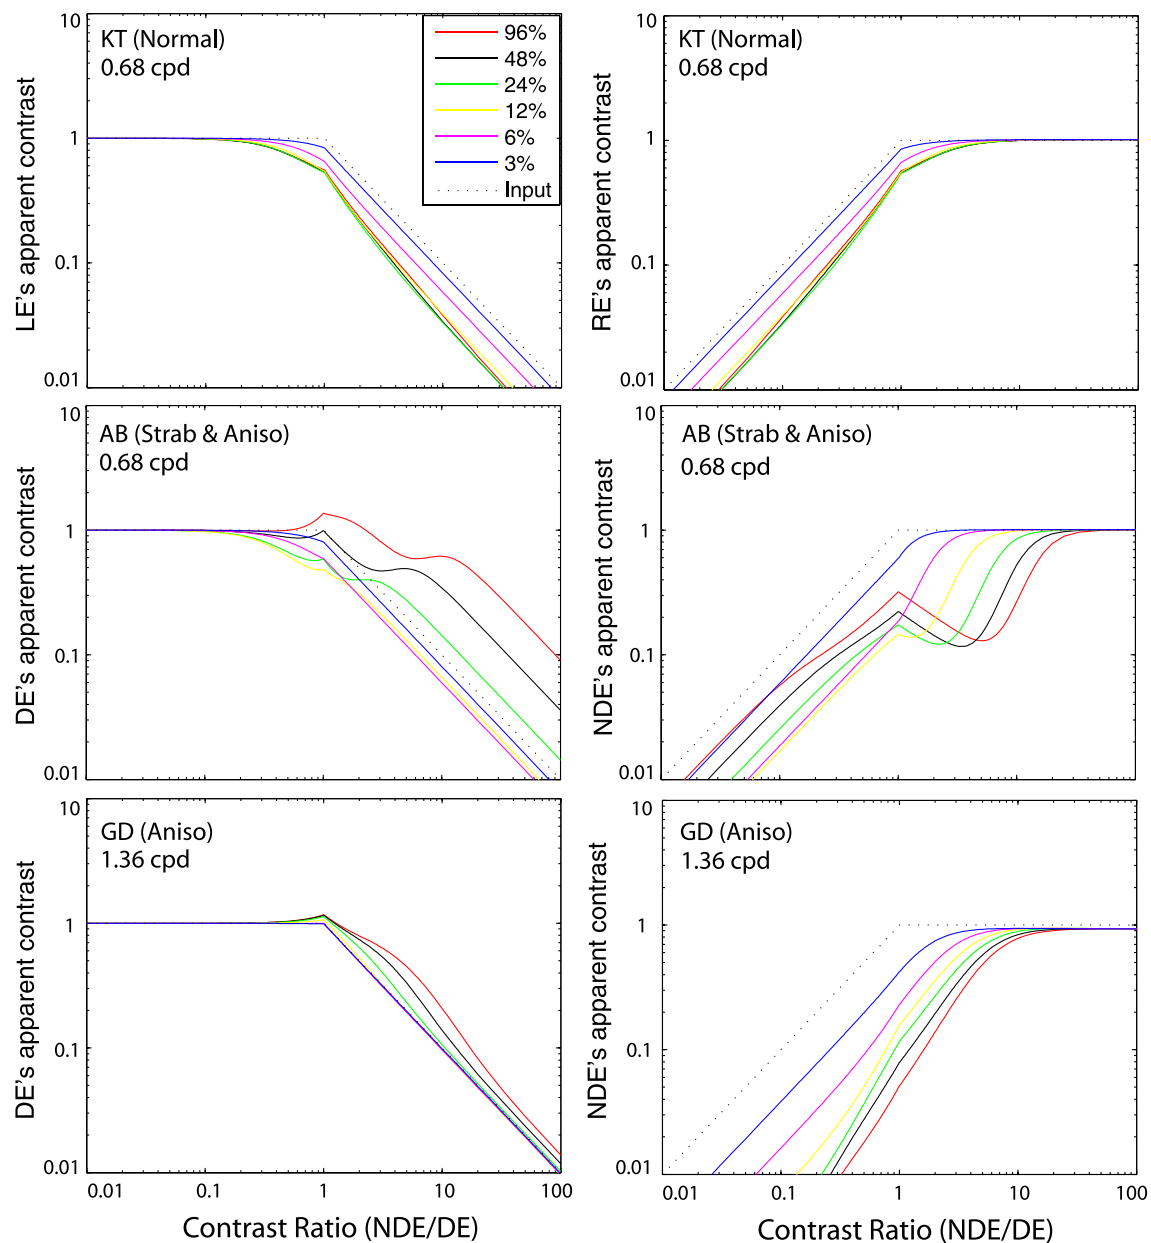 10
1
0.1
0.01
LE's apparent contrast
KT (Normal)
0.68 cpd
96%
48%
24%
12%
6%
3%
Input
10
1
0.1
0.01
RE's apparent contrast
KT (Normal)
0.68 cpd
10
1
0.1
0.01
DE's apparent contrast
AB (Strab & Aniso)
0.68 cpd
10
1
0.1
0.01
NDE's apparent contrast
AB (Strab & Aniso)
0.68 cpd
10
1
0.1
0.01
DE's apparent contrast
GD (Aniso)
1.36 cpd
0.01 0.1 1 10 100
Contrast Ratio (NDE/DE)
10
1
0.1
0.01
NDE's apparent contrast
GD (Aniso)
1.36 cpd
0.01 0.1 1 10 100
Contrast Ratio (NDE/DE)